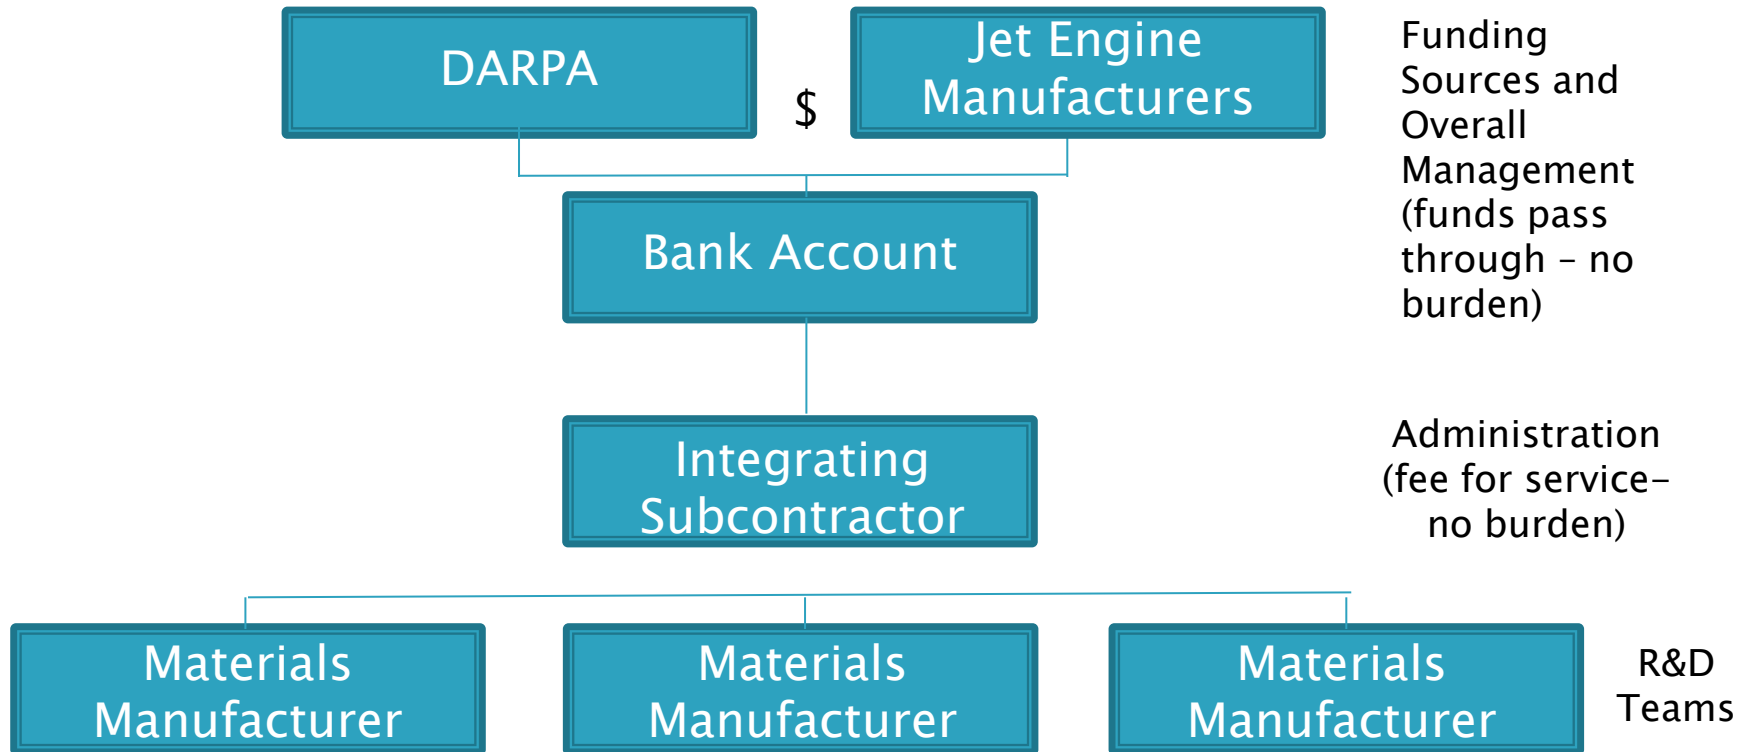 DARPA
$
Jet Engine
Manufacturers
Funding
Sources and
Overall
Management
(funds pass
through – no
burden)
Bank Account
Integrating
Subcontractor
Administration
(fee for service–
no burden)
Materials
Manufacturer
Materials
Manufacturer
Materials
Manufacturer
R&D
Teams